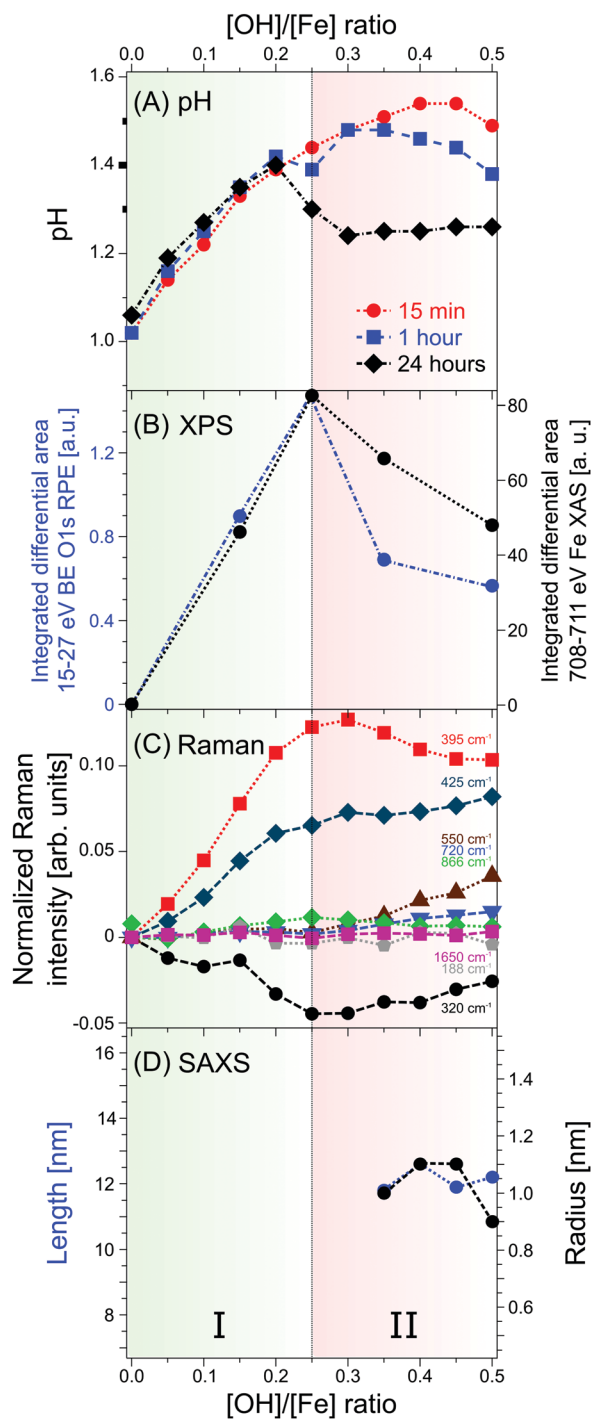 [OH]/[Fe] ratio
0.0 0.1 0.2 0.3 0.4 0.5
(A) pH
1.6
1.4
1.2
1.0
pH
15 min
1 hour
24 hours
(B) XPS
1.2
0.8
0.4
0
Integrated differential area
15-27 eV BE O1s RPE [a.u.]
80
60
40
20
0
Integrated differential area
708-711 eV Fe XAS [a. u.]
(C) Raman
0.10
0.05
0
-0.05
Normalized Raman
intensity [arb. units]
395 cm⁻¹
425 cm⁻¹
550 cm⁻¹
720 cm⁻¹
866 cm⁻¹
1650 cm⁻¹
188 cm⁻¹
320 cm⁻¹
(D) SAXS
16
14
12
10
8
Length [nm]
1.4
1.2
1.0
0.8
0.6
Radius [nm]
I II
0.0 0.1 0.2 0.3 0.4 0.5
[OH]/[Fe] ratio